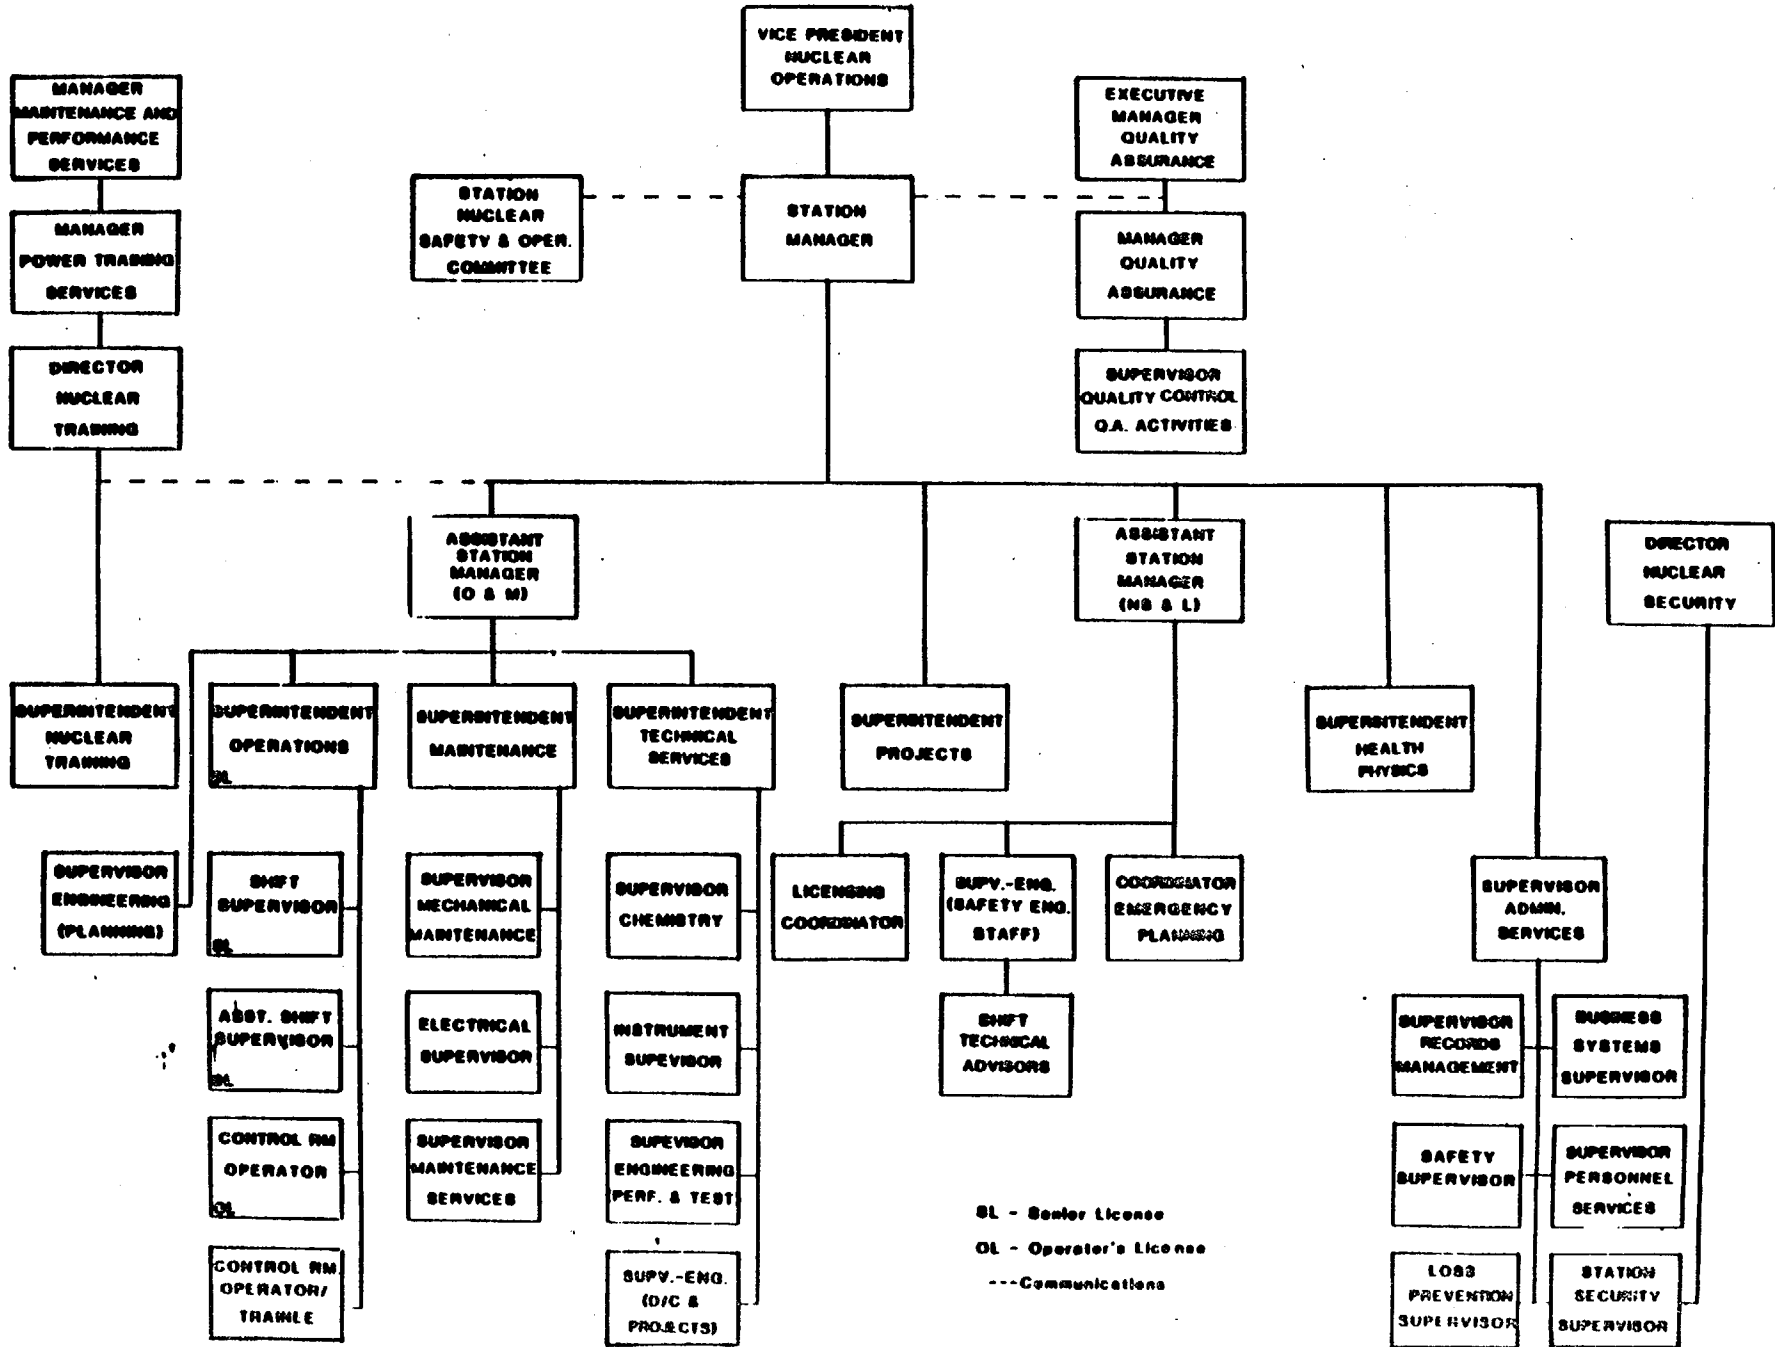 VICE PRESIDENT
NUCLEAR
OPERATIONS
MANAGER
MAINTENANCE AND
PERFORMANCE
SERVICES
EXECUTIVE
MANAGER
QUALITY
ASSURANCE
STATION
NUCLEAR
SAFETY & OPER.
COMMITTEE
STATION
MANAGER
MANAGER
POWER TRAINING
SERVICES
MANAGER
QUALITY
ASSURANCE
DIRECTOR
NUCLEAR
TRAINING
SUPERVISOR
QUALITY CONTROL
Q.A. ACTIVITIES
ASSISTANT
STATION
MANAGER
(O & M)
ASSISTANT
STATION
MANAGER
(NS & L)
DIRECTOR
NUCLEAR
SECURITY
SUPERINTENDENT
NUCLEAR
TRAINING
SUPERINTENDENT
OPERATIONS
SL
SUPERINTENDENT
MAINTENANCE
SUPERINTENDENT
TECHNICAL
SERVICES
SUPERINTENDENT
PROJECTS
SUPERINTENDENT
HEALTH
PHYSICS
SUPERVISOR
ENGINEERING
(PLANNING)
SHIFT
SUPERVISOR
SL
SUPERVISOR
MECHANICAL
MAINTENANCE
SUPERVISOR
CHEMISTRY
LICENSING
COORDINATOR
SUPV.-ENG.
(SAFETY ENG.
STAFF)
COORDINATOR
EMERGENCY
PLANNING
SUPERVISOR
ADMIN.
SERVICES
ASST. SHIFT
SUPERVISOR
SL
ELECTRICAL
SUPERVISOR
INSTRUMENT
SUPEVISOR
SHIFT
TECHNICAL
ADVISORS
SUPERVISOR
RECORDS
MANAGEMENT
BUSINESS
SYSTEMS
SUPERVISOR
CONTROL RM
OPERATOR
OL
SUPERVISOR
MAINTENANCE
SERVICES
SUPEVISOR
ENGINEERING
PERF. & TEST
SAFETY
SUPERVISOR
SUPERVISOR
PERSONNEL
SERVICES
CONTROL RM.
OPERATOR/
TRAINLE
SUPV.-ENG.
(D/C &
PROJECTS)
LOSS
PREVENTION
SUPERVISOR
STATION
SECURITY
SUPERVISOR
SL - Senior License
OL - Operator's License
---Communications